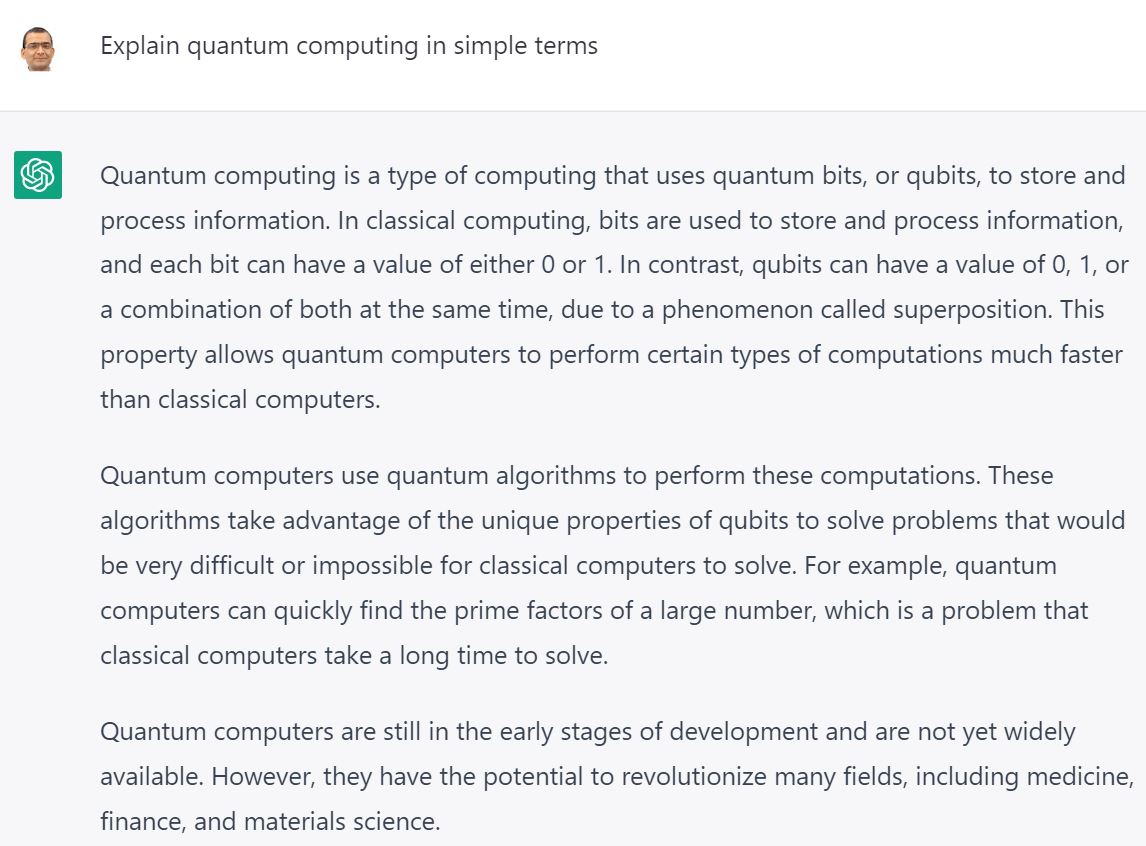 Explain quantum computing in simple terms
Quantum computing is a type of computing that uses quantum bits, or qubits, to store and
process information. In classical computing, bits are used to store and process information,
and each bit can have a value of either 0 or 1. In contrast, qubits can have a value of 0, 1, or
a combination of both at the same time, due to a phenomenon called superposition. This
property allows quantum computers to perform certain types of computations much faster
than classical computers.
Quantum computers use quantum algorithms to perform these computations. These
algorithms take advantage of the unique properties of qubits to solve problems that would
be very difficult or impossible for classical computers to solve. For example, quantum
computers can quickly find the prime factors of a large number, which is a problem that
classical computers take a long time to solve.
Quantum computers are still in the early stages of development and are not yet widely
available. However, they have the potential to revolutionize many fields, including medicine,
finance, and materials science.